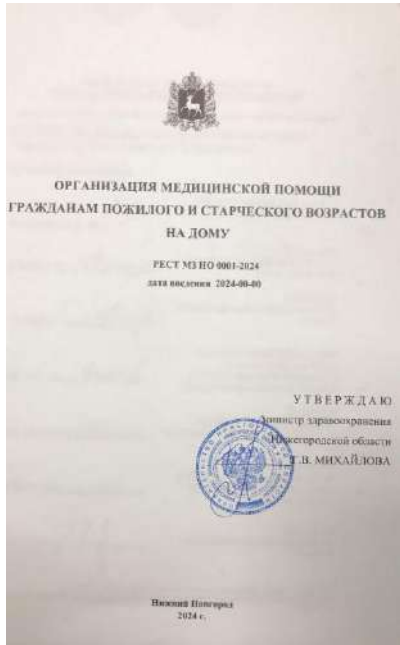 ОРГАНИЗАЦИЯ МЕДИЦИНСКОЙ ПОМОЩИ
ГРАЖДАНАМ ПОЖИЛОГО И СТАРЧЕСКОГО ВОЗРАСТОВ
НА ДОМУ
РЕСТ МЗ НО 0001-2024
дата введения 2024-00-00
УТВЕРЖДАЮ
Министр здравоохранения
Нижегородской области
Г.В. МИХАЙЛОВА
Нижний Новгород
2024 г.